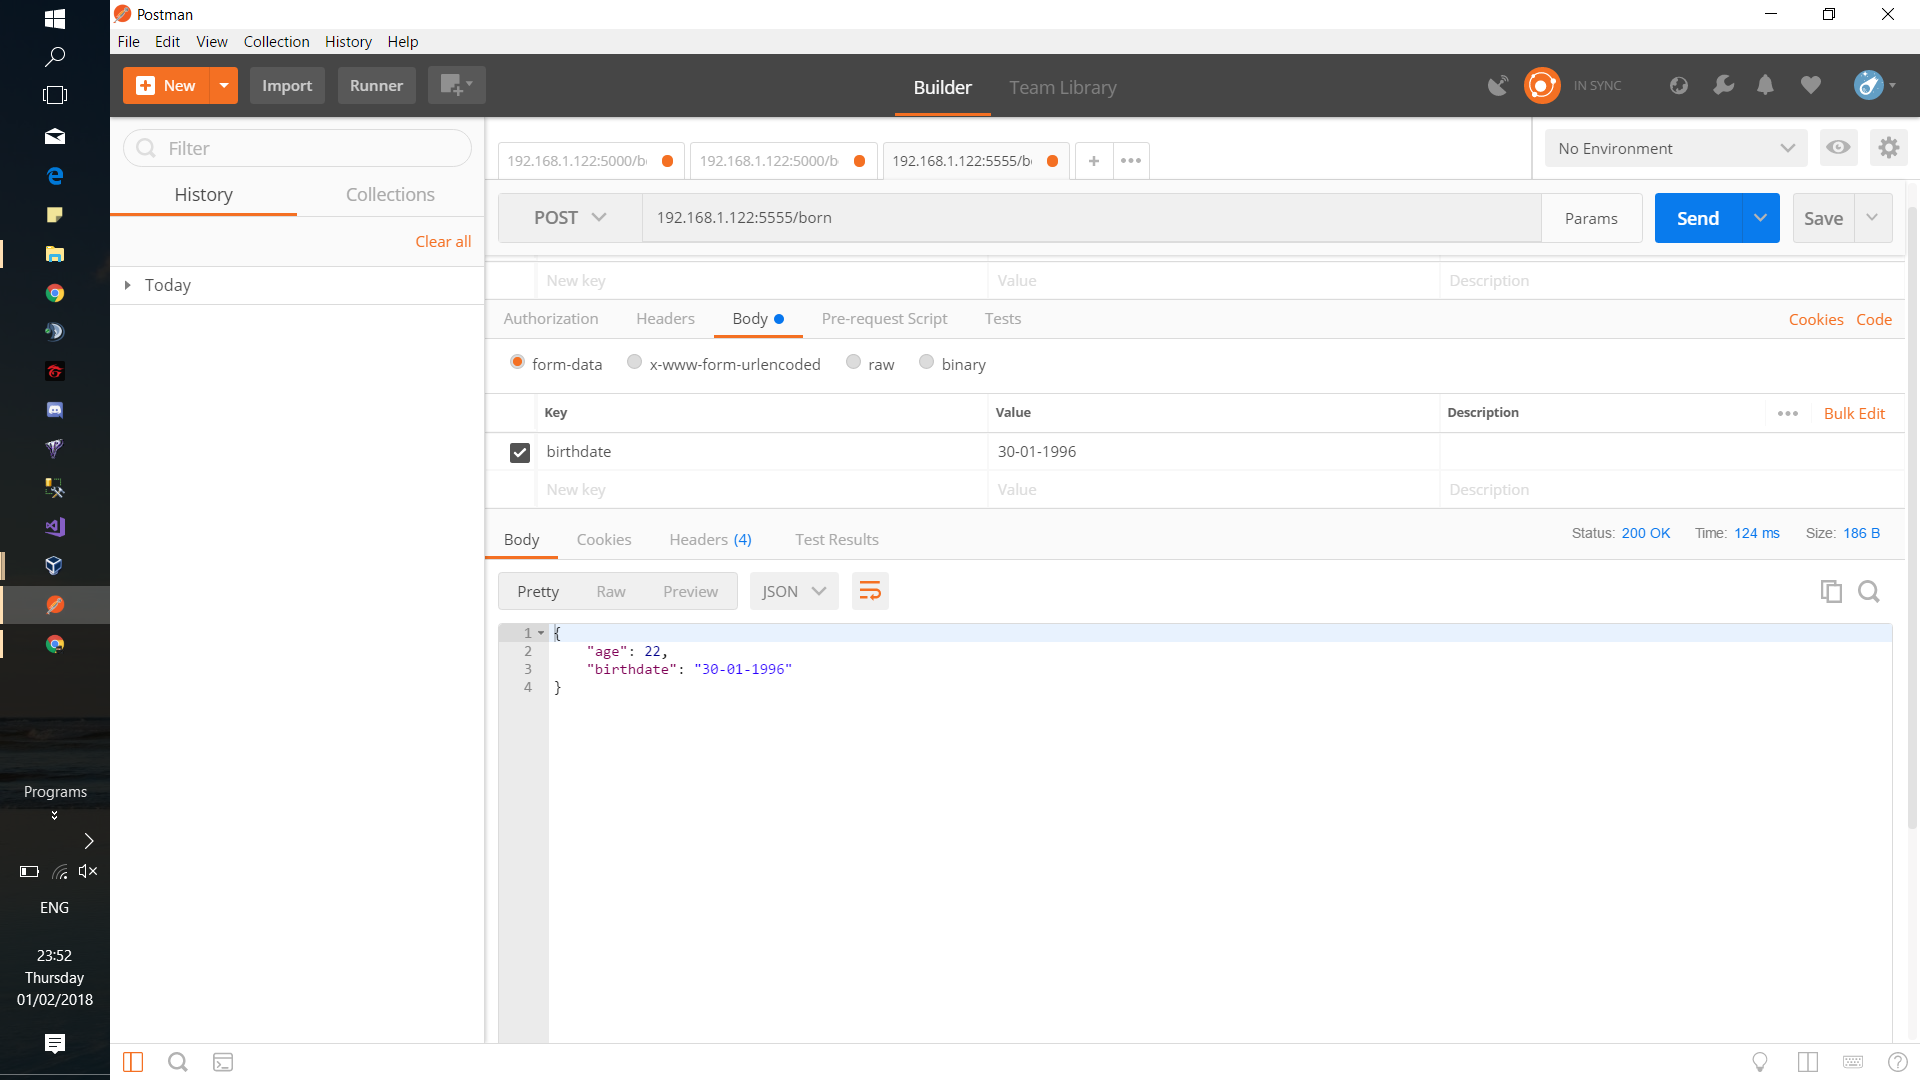 Postman
File Edit View Collection History Help
New Import Runner Builder Team Library IN SYNC
Filter
History Collections
Clear all
Today
192.168.1.122:5000/b 192.168.1.122:5000/b 192.168.1.122:5555/b + No Environment
POST 192.168.1.122:5555/born Params Send Save
New key Value Description
Authorization Headers Body Pre-request Script Tests Cookies Code
form-data x-www-form-urlencoded raw binary
Key Value Description Bulk Edit
birthdate 30-01-1996
New key Value Description
Body Cookies Headers (4) Test Results Status: 200 OK Time: 124 ms Size: 186 B
Pretty Raw Preview JSON
1 {
2 "age": 22,
3 "birthdate": "30-01-1996"
4 }
Programs
ENG
23:52
Thursday
01/02/2018